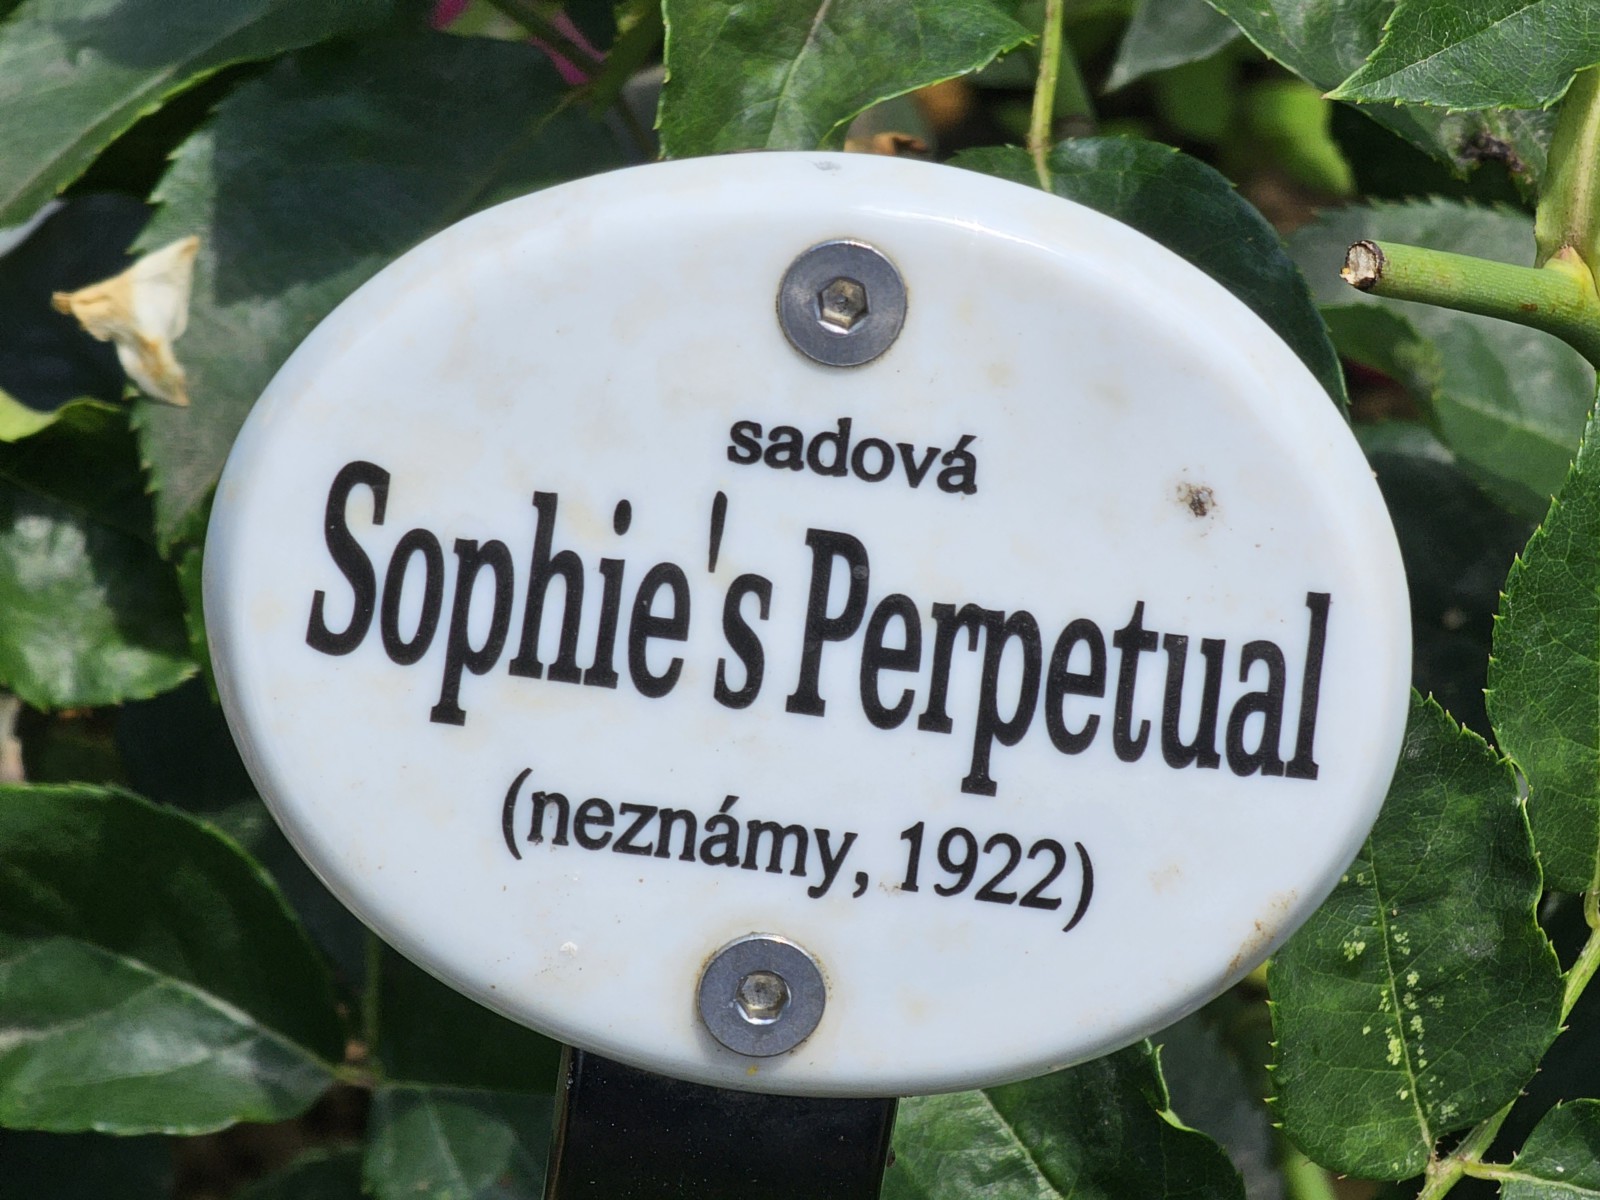 sadová
Sophie's Perpetual
(neznámy, 1922)